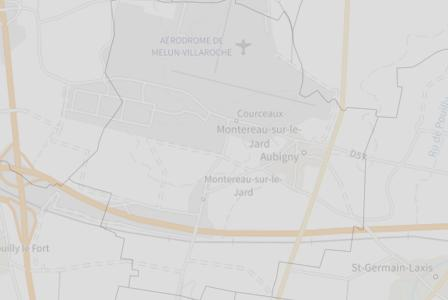 AÉRODROME DE
MELUN-VILLAROCHE
Courceaux
Montereau-sur-le-
Jard
Aubigny
D57
Montereau-sur-le-
Jard
ouilly le Fort
St-Germain-Laxis